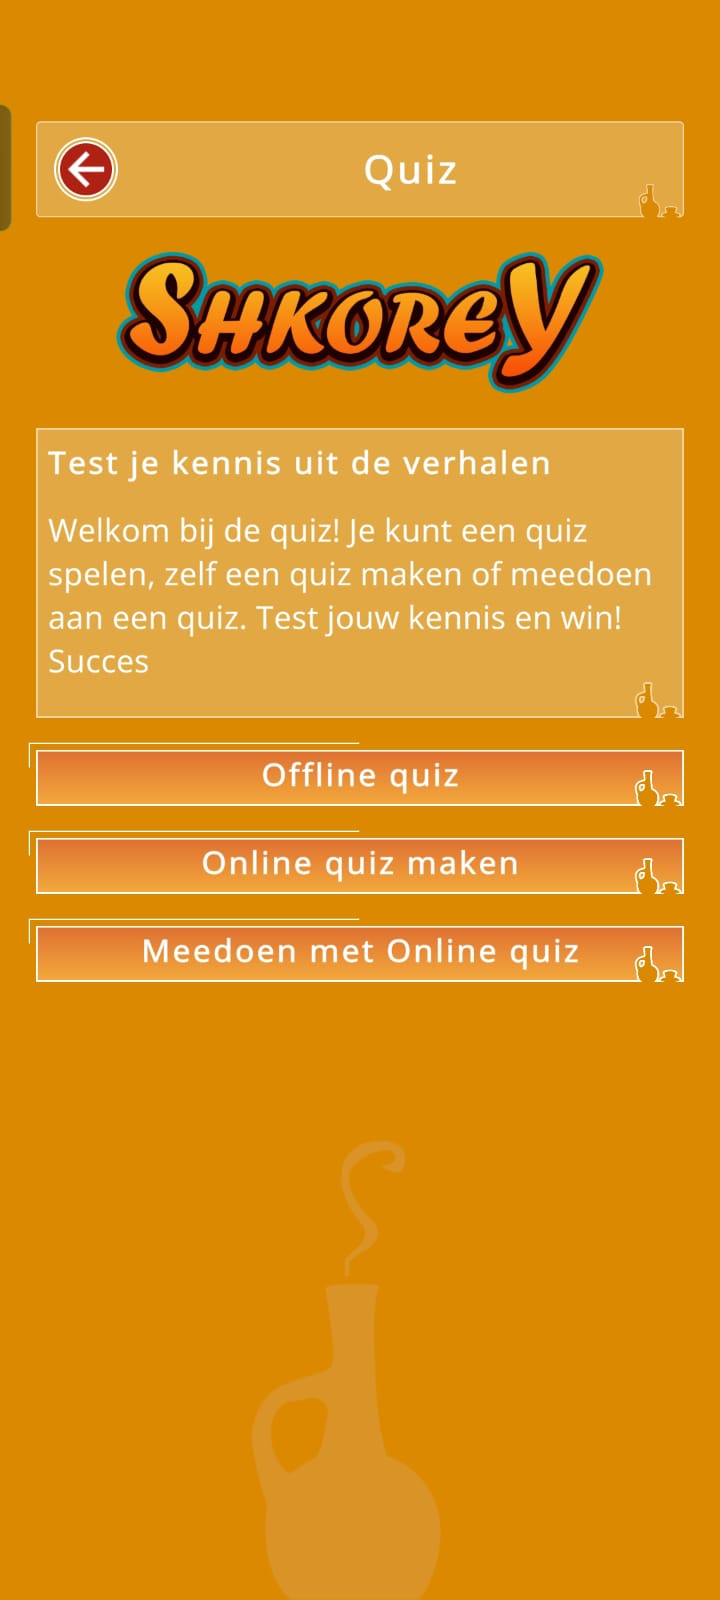 Quiz
SHKOREY
Test je kennis uit de verhalen
Welkom bij de quiz! Je kunt een quiz
spelen, zelf een quiz maken of meedoen
aan een quiz. Test jouw kennis en win!
Succes
Offline quiz
Online quiz maken
Meedoen met Online quiz